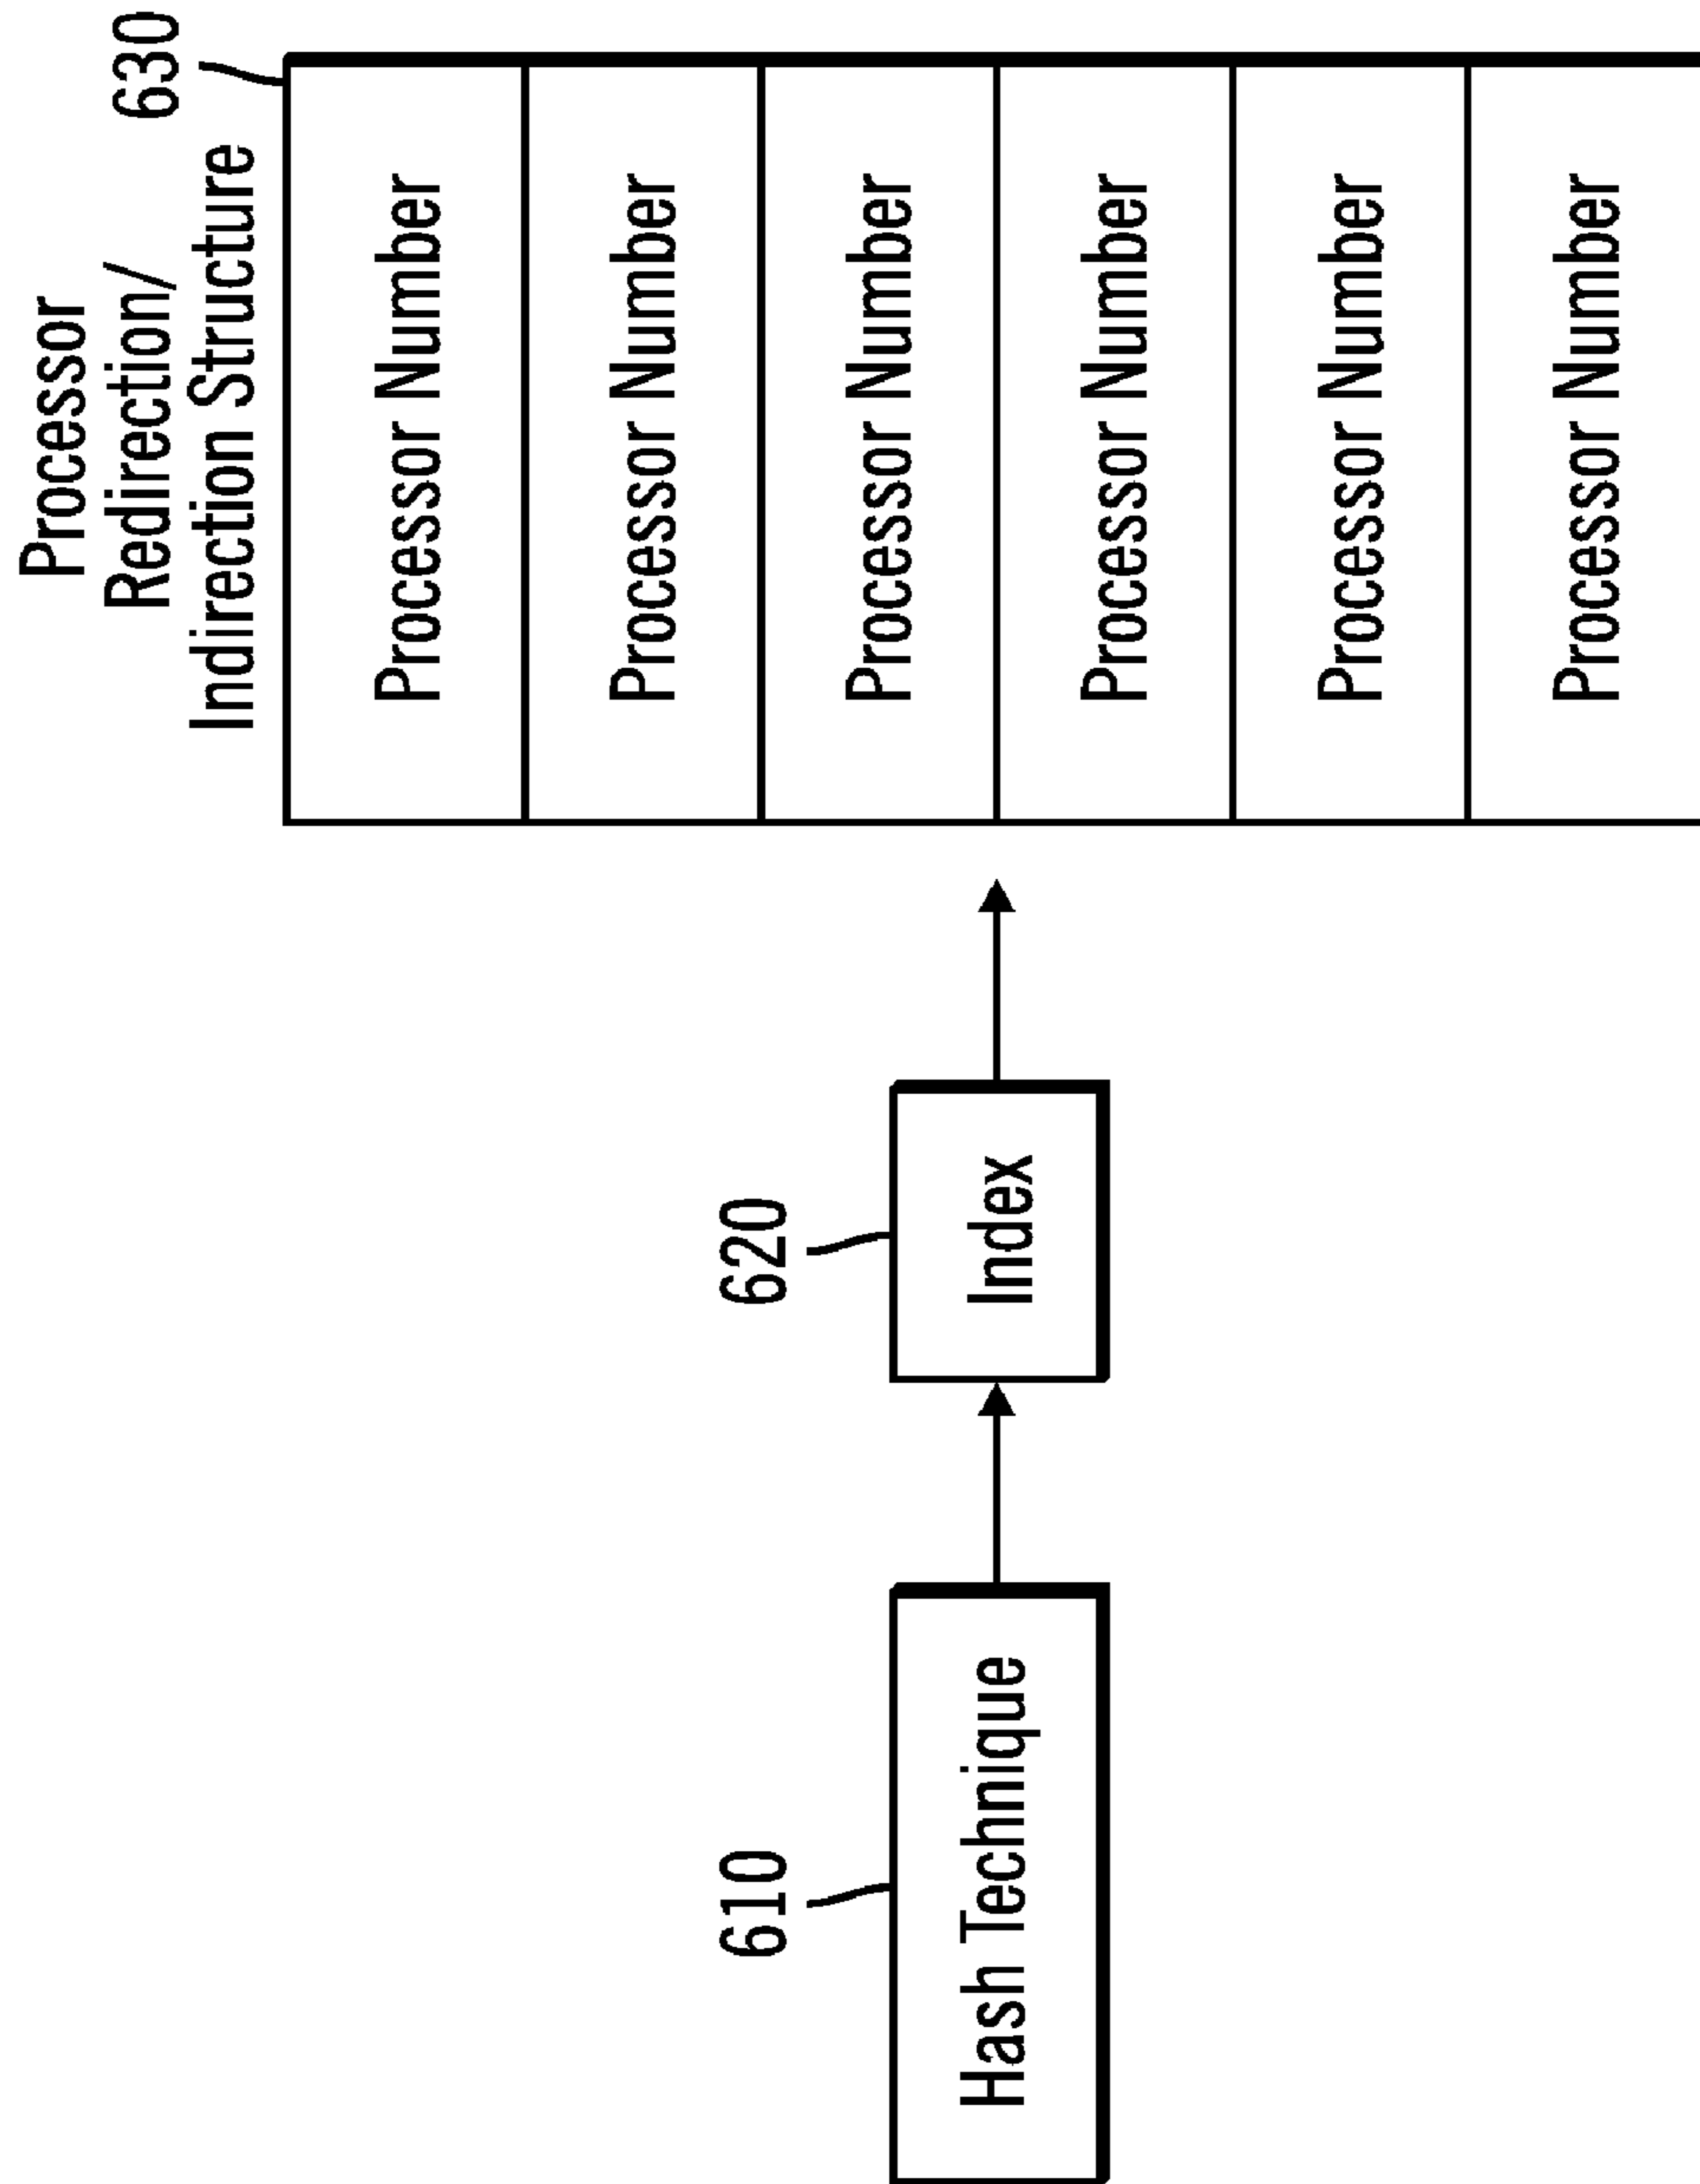 Processor
Redirection/
Indirection Structure
630
Processor Number
Processor Number
Processor Number
Processor Number
Processor Number
Processor Number
620
Index
610
Hash Technique